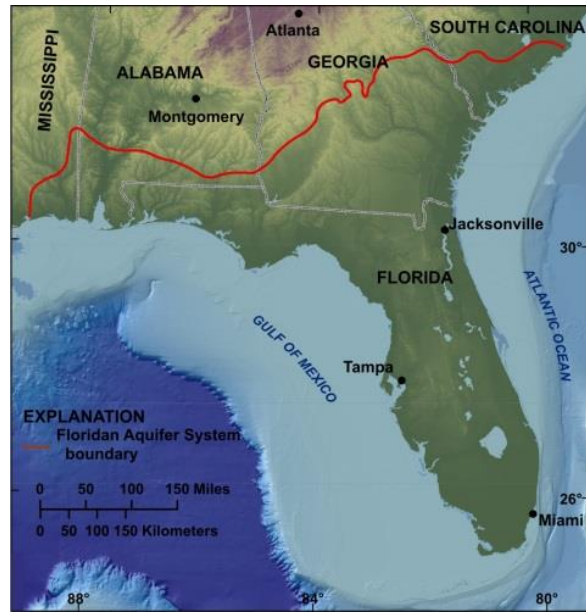 SOUTH CAROLINA
Atlanta
GEORGIA
ALABAMA
MISSISSIPPI
Montgomery
Jacksonville
30°
FLORIDA
ATLANTIC OCEAN
GULF OF MEXICO
Tampa
EXPLANATION
Floridan Aquifer System
boundary
0 50 100 150 Miles
0 50 100 150 Kilometers
26°
Miami
88°
84°
80°